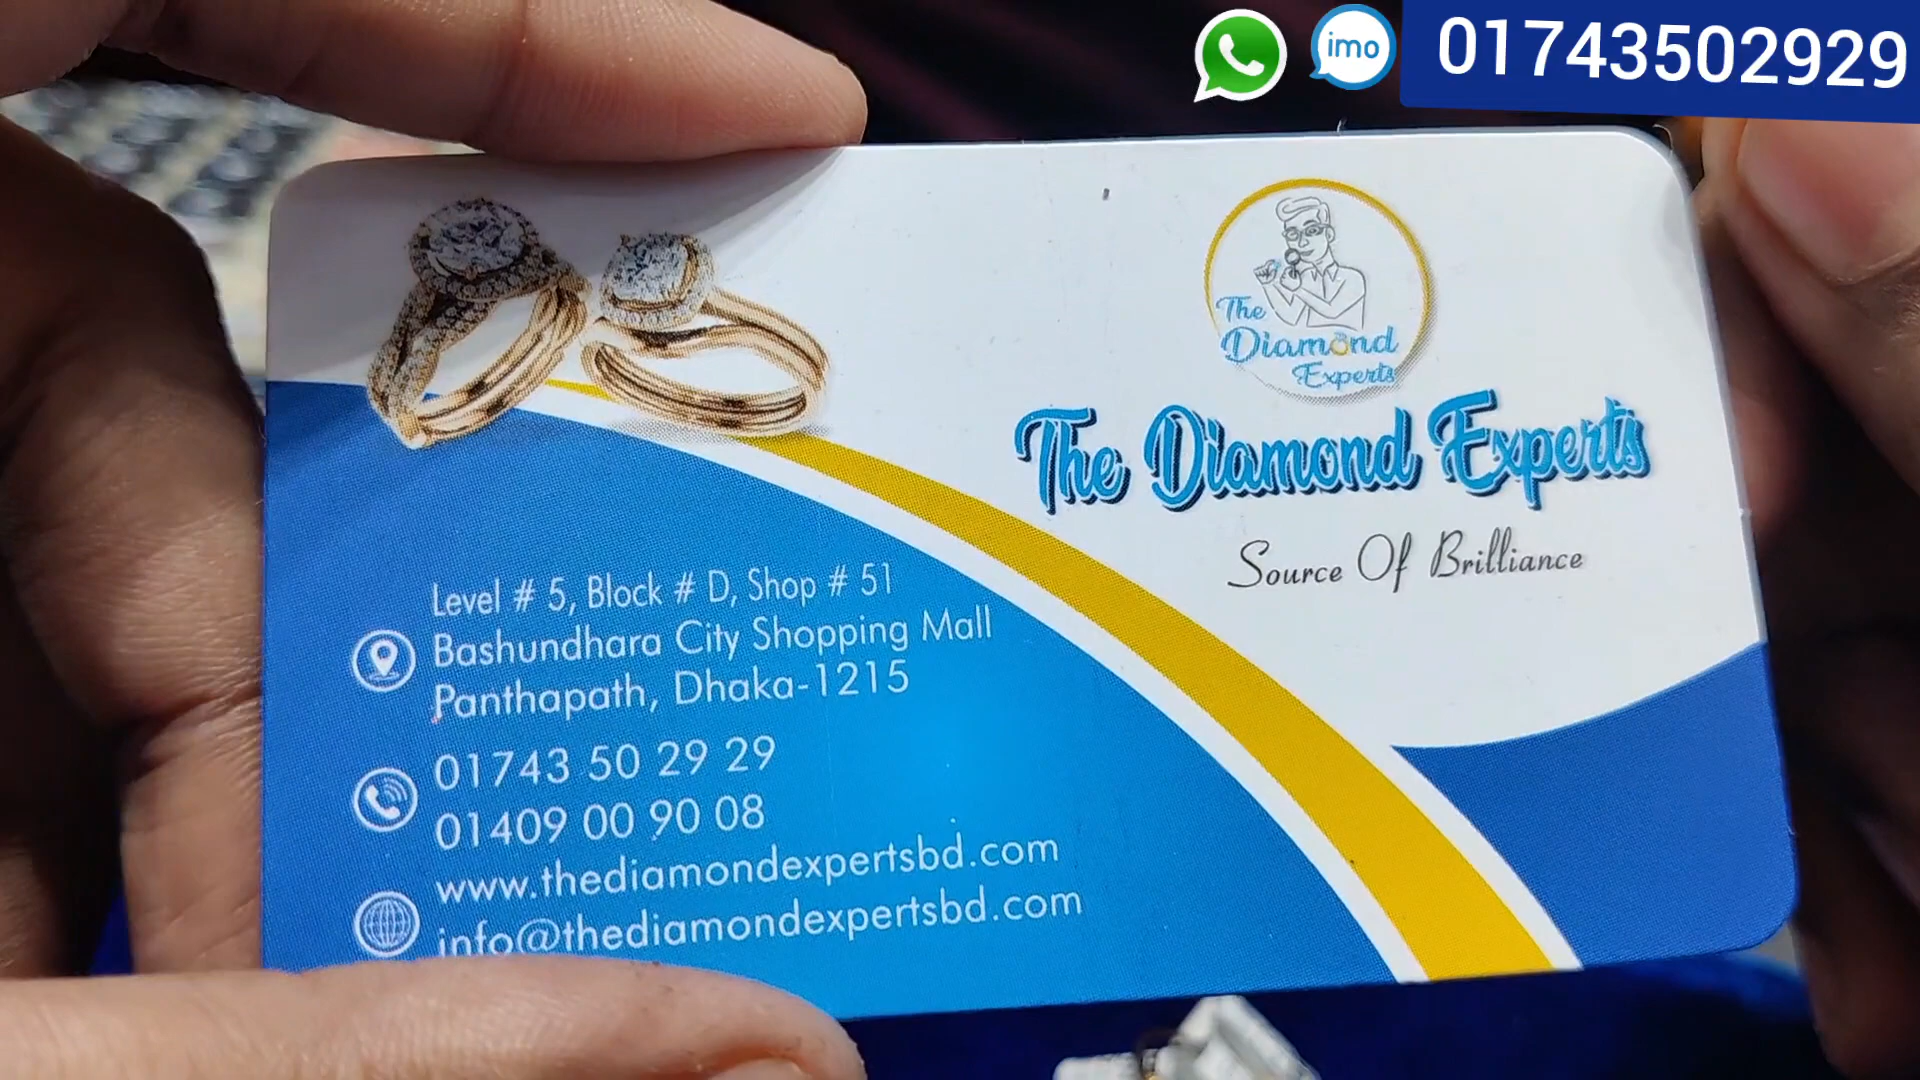 imo
01743502929
The
Diamond
Experts
The Diamond Experts
Source Of Brilliance
Level # 5, Block # D, Shop # 51
Bashundhara City Shopping Mall
Panthapath, Dhaka-1215
01743 50 29 29
01409 00 90 08
www.thediamondexpertsbd.com
info@thediamondexpertsbd.com